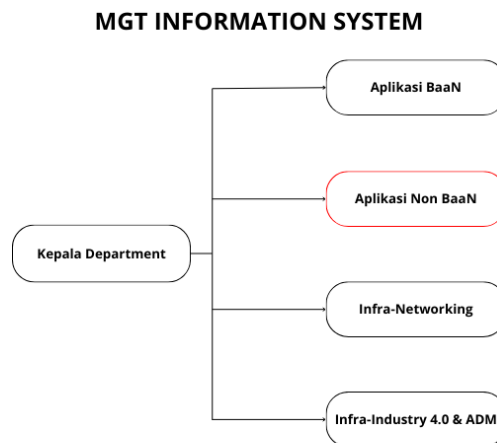 MGT INFORMATION SYSTEM
Aplikasi BaaN
Aplikasi Non BaaN
Kepala Department
Infra-Networking
Infra-Industry 4.0 & ADM